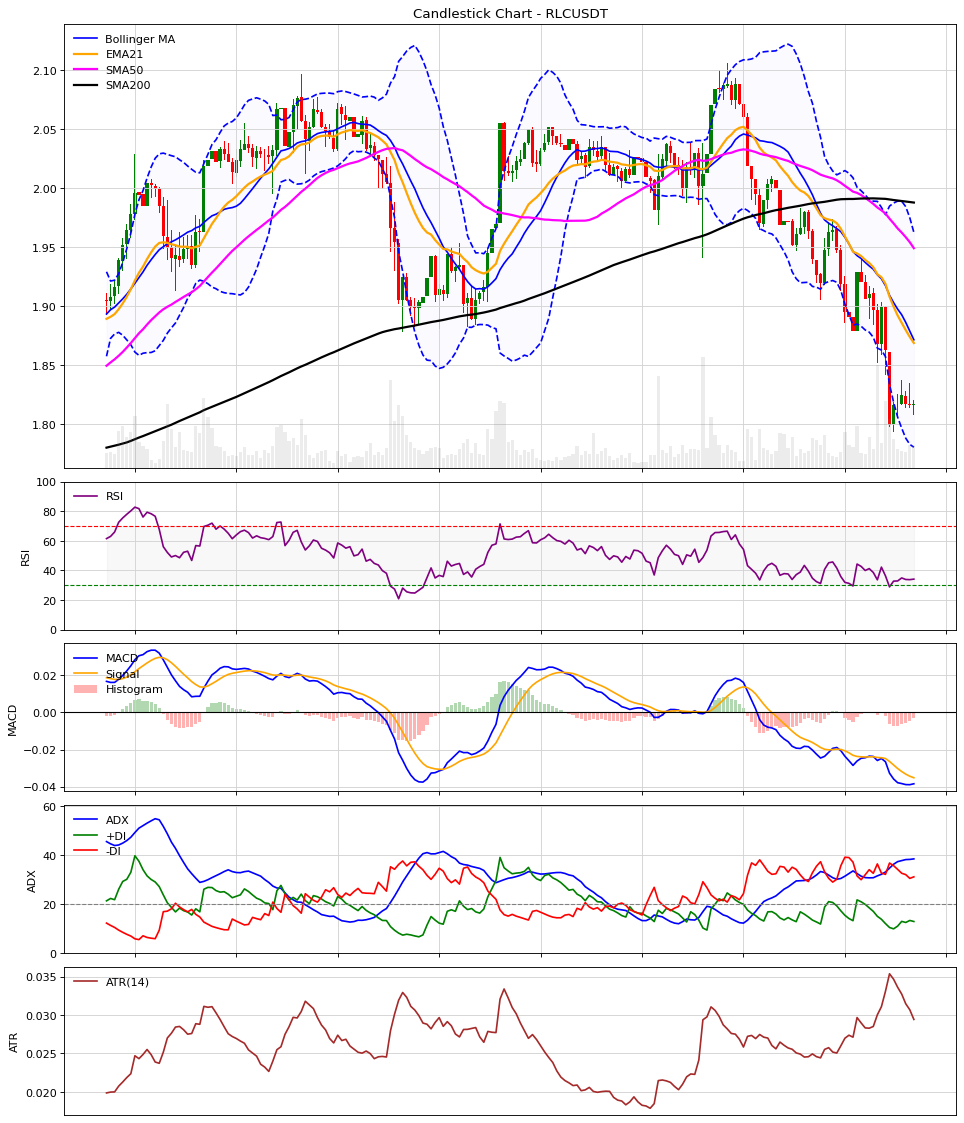 Candlestick Chart - RLCUSDT
Bollinger MA
EMA21
SMA50
SMA200
2.10
2.05
2.00
1.95
1.90
1.85
1.80
RSI
100
80
60
40
20
0
RSI
MACD
Signal
Histogram
0.02
0.00
−0.02
−0.04
MACD
ADX
+DI
-DI
60
40
20
0
ADX
ATR(14)
0.035
0.030
0.025
0.020
ATR